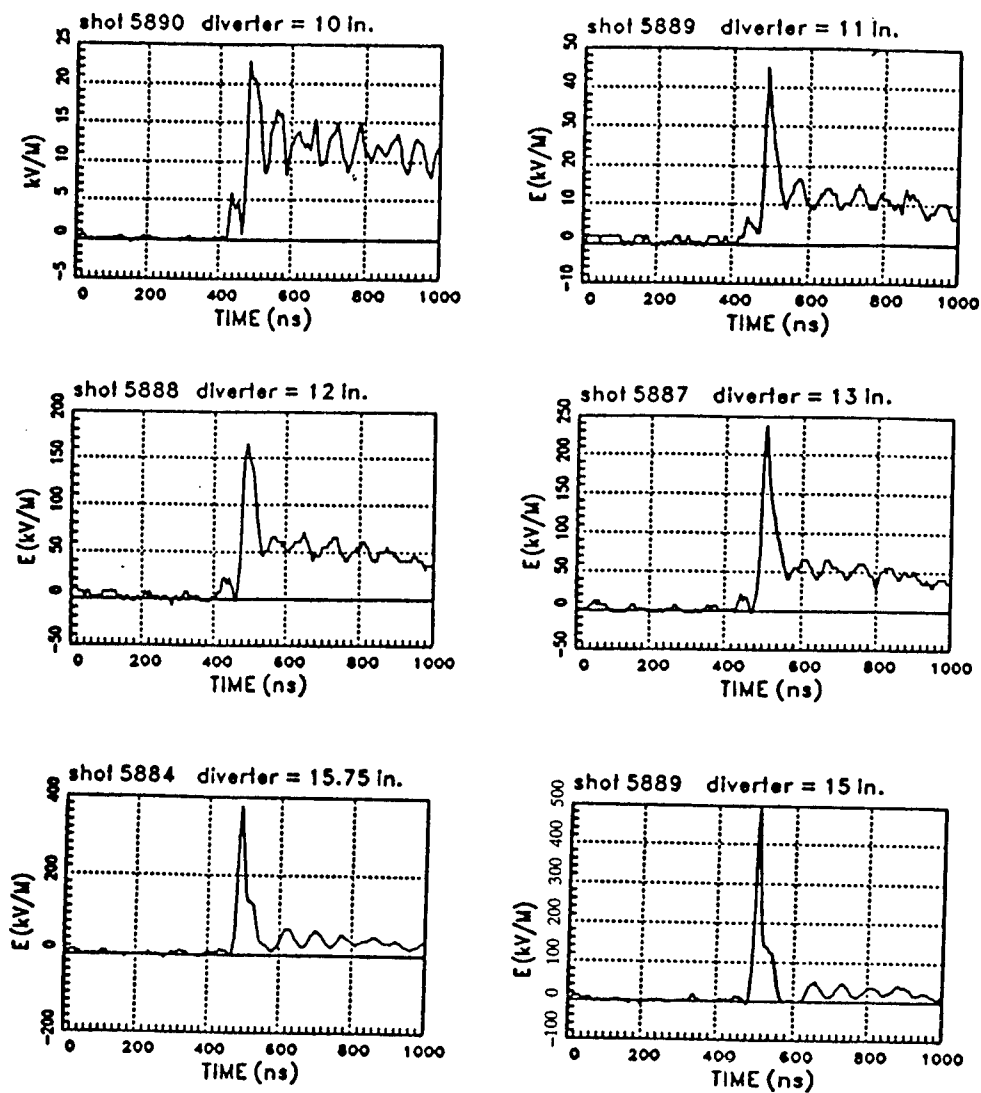 shot 5890 diverter = 10 in.
kV/M
25
20
15
10
5
0
-5
0 200 400 600 800 1000
TIME (ns)
shot 5889 diverter = 11 in.
E (kV/M)
50
40
30
20
10
0
-10
0 200 400 600 800 1000
TIME (ns)
shot 5888 diverter = 12 in.
E (kV/M)
200
150
100
50
0
-50
0 200 400 600 800 1000
TIME (ns)
shot 5887 diverter = 13 in.
E (kV/M)
250
200
150
100
50
0
-50
0 200 400 600 800 1000
TIME (ns)
shot 5884 diverter = 15.75 in.
E (kV/M)
400
200
0
-200
0 200 400 600 800 1000
TIME (ns)
shot 5889 diverter = 15 in.
E (kV/M)
500
400
300
200
100
0
-100
0 200 400 600 800 1000
TIME (ns)